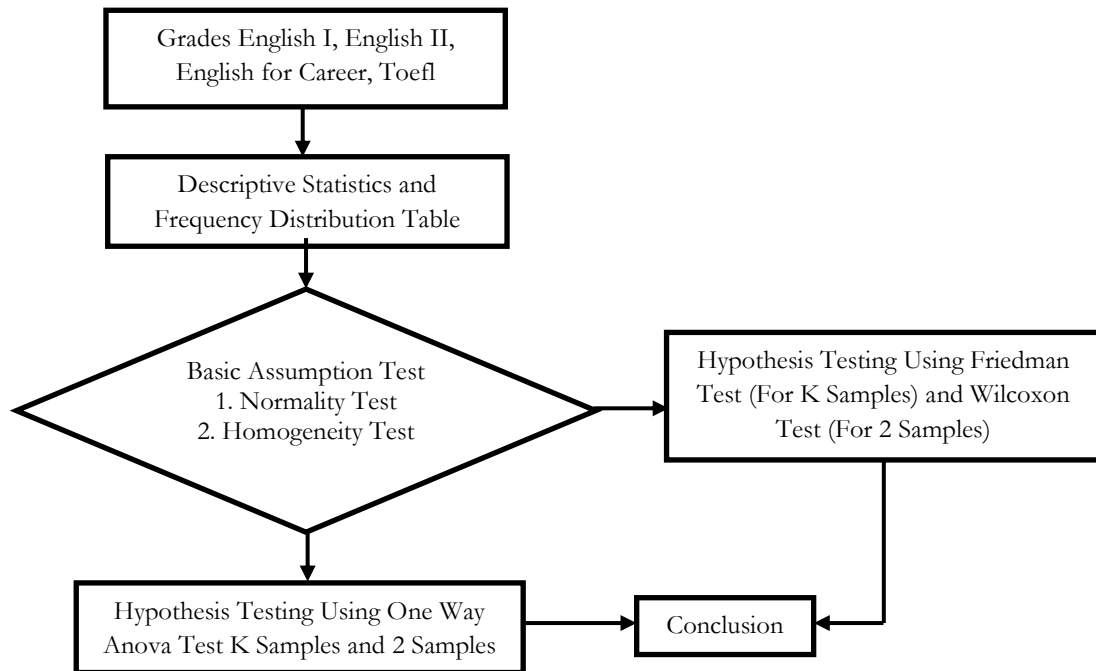 Grades English I, English II,
English for Career, Toefl
Descriptive Statistics and
Frequency Distribution Table
Basic Assumption Test
1. Normality Test
2. Homogeneity Test
Hypothesis Testing Using Friedman
Test (For K Samples) and Wilcoxon
Test (For 2 Samples)
Hypothesis Testing Using One Way
Anova Test K Samples and 2 Samples
Conclusion